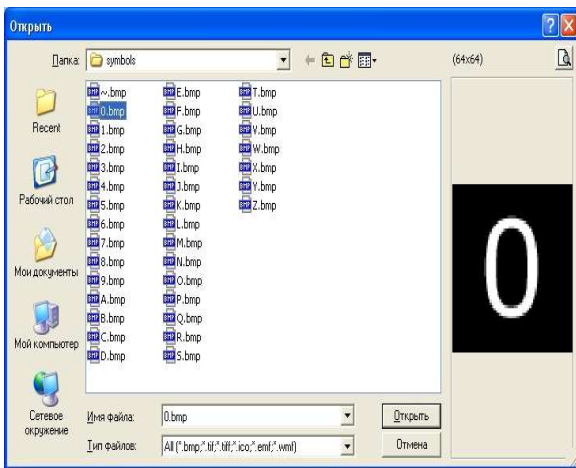 Открыть
Папка: symbols
(64x64)
Recent
Рабочий стол
Мои документы
Мой компьютер
Сетевое
окружение
~.bmp
0.bmp
1.bmp
2.bmp
3.bmp
4.bmp
5.bmp
6.bmp
7.bmp
8.bmp
9.bmp
A.bmp
B.bmp
C.bmp
D.bmp
E.bmp
F.bmp
G.bmp
H.bmp
I.bmp
J.bmp
K.bmp
L.bmp
M.bmp
N.bmp
O.bmp
P.bmp
Q.bmp
R.bmp
S.bmp
T.bmp
U.bmp
V.bmp
W.bmp
X.bmp
Y.bmp
Z.bmp
0
Имя файла: 0.bmp Открыть
Тип файлов: All (*.bmp;*.tif;*.tiff;*.ico;*.emf;*.wmf) Отмена